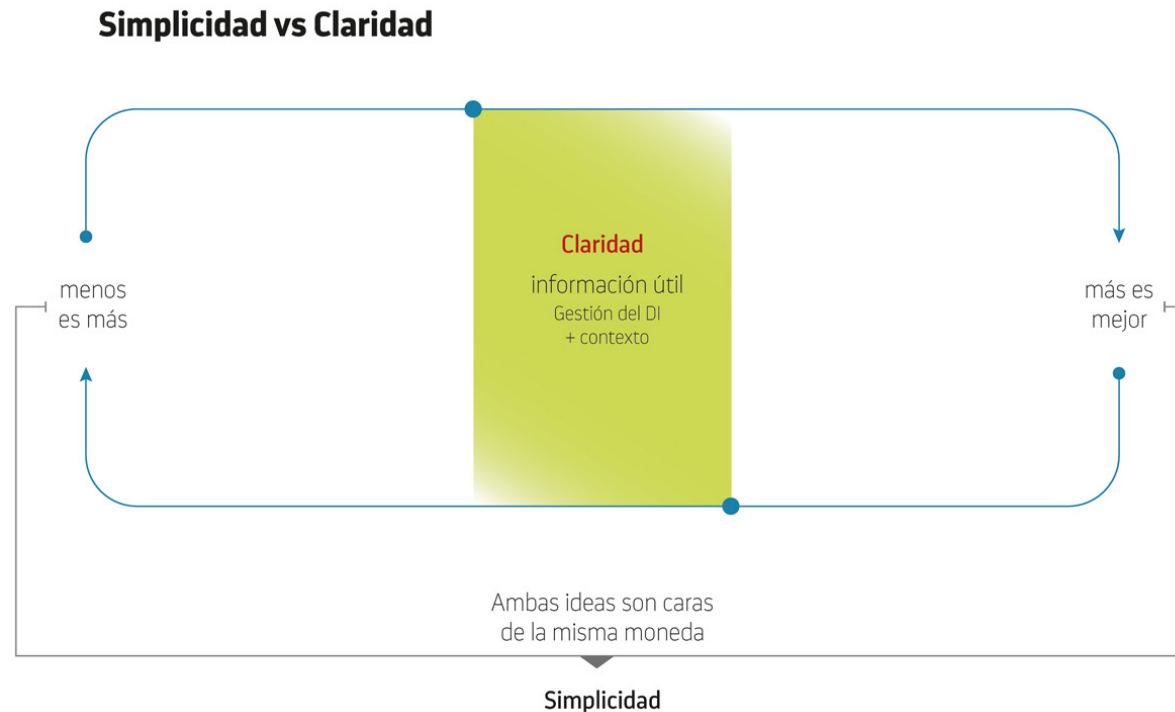 Simplicidad vs Claridad
Claridad
información útil
Gestión del DI
+ contexto
menos
es más
más es
mejor
Ambas ideas son caras
de la misma moneda
Simplicidad